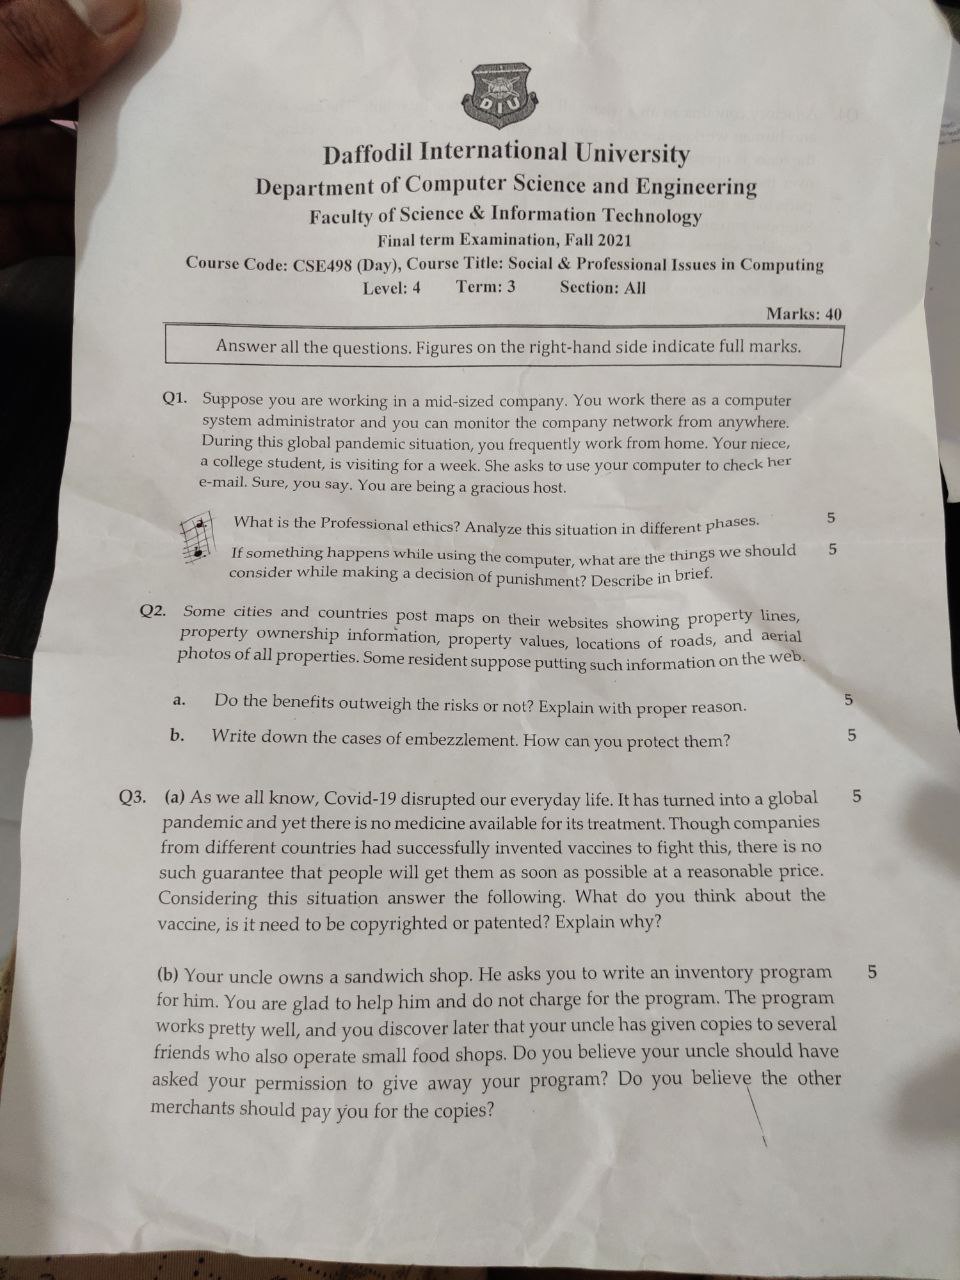 DIU
Daffodil International University
Department of Computer Science and Engineering
Faculty of Science & Information Technology
Final term Examination, Fall 2021
Course Code: CSE498 (Day), Course Title: Social & Professional Issues in Computing
Level: 4 Term: 3 Section: All
Marks: 40
Answer all the questions. Figures on the right-hand side indicate full marks.
Q1. Suppose you are working in a mid-sized company. You work there as a computer
system administrator and you can monitor the company network from anywhere.
During this global pandemic situation, you frequently work from home. Your niece,
a college student, is visiting for a week. She asks to use your computer to check her
e-mail. Sure, you say. You are being a gracious host.
What is the Professional ethics? Analyze this situation in different phases. 5
If something happens while using the computer, what are the things we should 5
consider while making a decision of punishment? Describe in brief.
Q2. Some cities and countries post maps on their websites showing property lines,
property ownership information, property values, locations of roads, and aerial
photos of all properties. Some resident suppose putting such information on the web.
a. Do the benefits outweigh the risks or not? Explain with proper reason. 5
b. Write down the cases of embezzlement. How can you protect them? 5
Q3. (a) As we all know, Covid-19 disrupted our everyday life. It has turned into a global 5
pandemic and yet there is no medicine available for its treatment. Though companies
from different countries had successfully invented vaccines to fight this, there is no
such guarantee that people will get them as soon as possible at a reasonable price.
Considering this situation answer the following. What do you think about the
vaccine, is it need to be copyrighted or patented? Explain why?
(b) Your uncle owns a sandwich shop. He asks you to write an inventory program 5
for him. You are glad to help him and do not charge for the program. The program
works pretty well, and you discover later that your uncle has given copies to several
friends who also operate small food shops. Do you believe your uncle should have
asked your permission to give away your program? Do you believe the other
merchants should pay you for the copies?